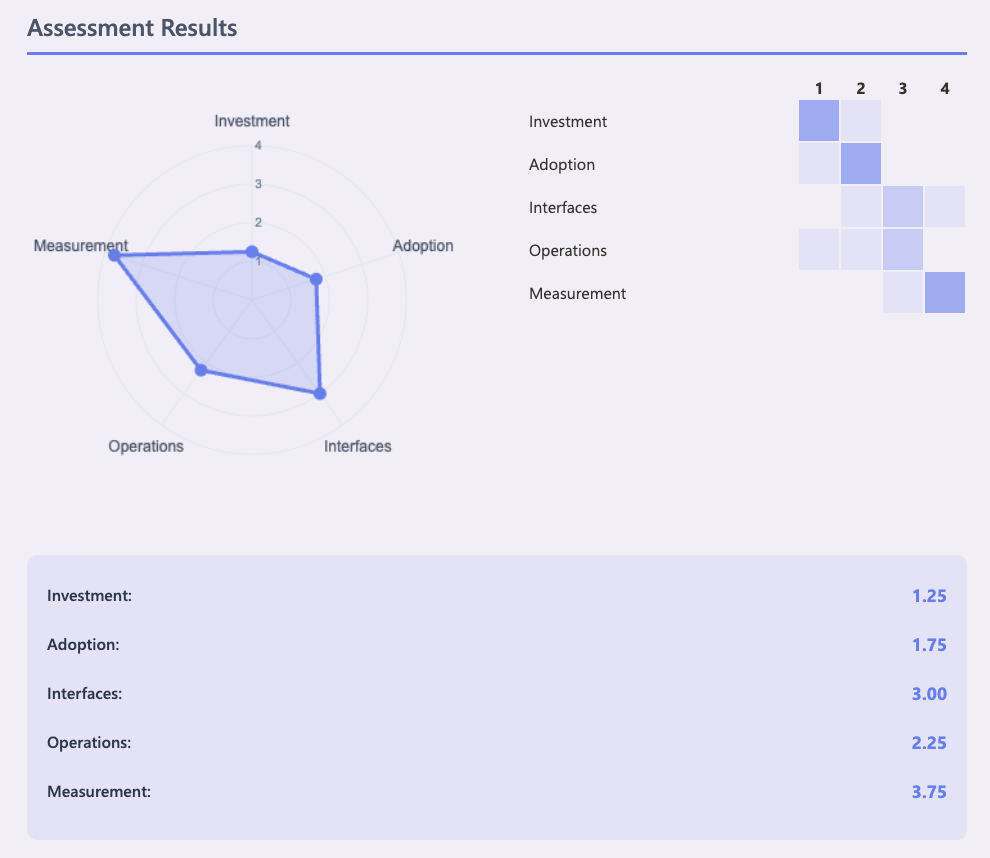 Assessment Results
Investment
4
3
2
1
Measurement
Adoption
Operations
Interfaces
1 2 3 4
Investment
Adoption
Interfaces
Operations
Measurement
Investment: 1.25
Adoption: 1.75
Interfaces: 3.00
Operations: 2.25
Measurement: 3.75